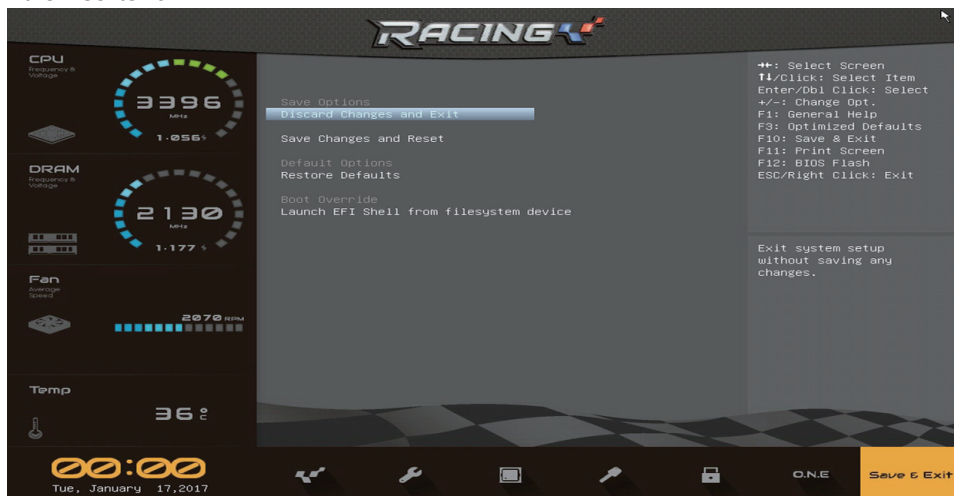 RACING
CPU
Frequency &
Voltage
3396
MHz
1.056 V
DRAM
Frequency &
Voltage
2130
MHz
1.177 V
Fan
Average
Speed
2070 RPM
Temp
36 °C
00:00
Tue, January 17,2017
Save Options
Discard Changes and Exit
Save Changes and Reset
Default Options
Restore Defaults
Boot Override
Launch EFI Shell from filesystem device
→←: Select Screen
↑↓/Click: Select Item
Enter/Dbl Click: Select
+/-: Change Opt.
F1: General Help
F3: Optimized Defaults
F10: Save & Exit
F11: Print Screen
F12: BIOS Flash
ESC/Right Click: Exit
Exit system setup
without saving any
changes.
O.N.E
Save & Exit